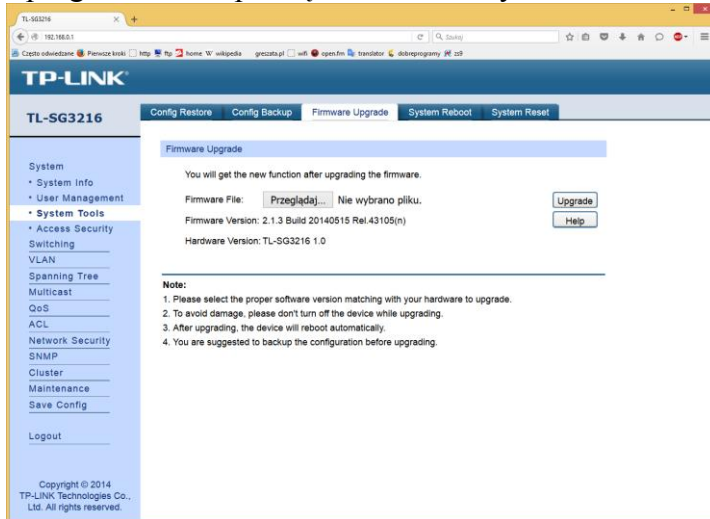 TL-SG3216
192.168.0.1
Szukaj
Często odwiedzane Pierwsze kroki http ftp home wikipedia greszata.pl wifi open.fm translator dobreprogramy zs9
TP-LINK
TL-SG3216
Config Restore Config Backup Firmware Upgrade System Reboot System Reset
Firmware Upgrade
You will get the new function after upgrading the firmware.
Firmware File: Przeglądaj... Nie wybrano pliku. Upgrade
Firmware Version: 2.1.3 Build 20140515 Rel.43105(n) Help
Hardware Version: TL-SG3216 1.0
Note:
1. Please select the proper software version matching with your hardware to upgrade.
2. To avoid damage, please don't turn off the device while upgrading.
3. After upgrading, the device will reboot automatically.
4. You are suggested to backup the configuration before upgrading.
System
• System Info
• User Management
• System Tools
• Access Security
Switching
VLAN
Spanning Tree
Multicast
QoS
ACL
Network Security
SNMP
Cluster
Maintenance
Save Config
Logout
Copyright © 2014
TP-LINK Technologies Co.,
Ltd. All rights reserved.